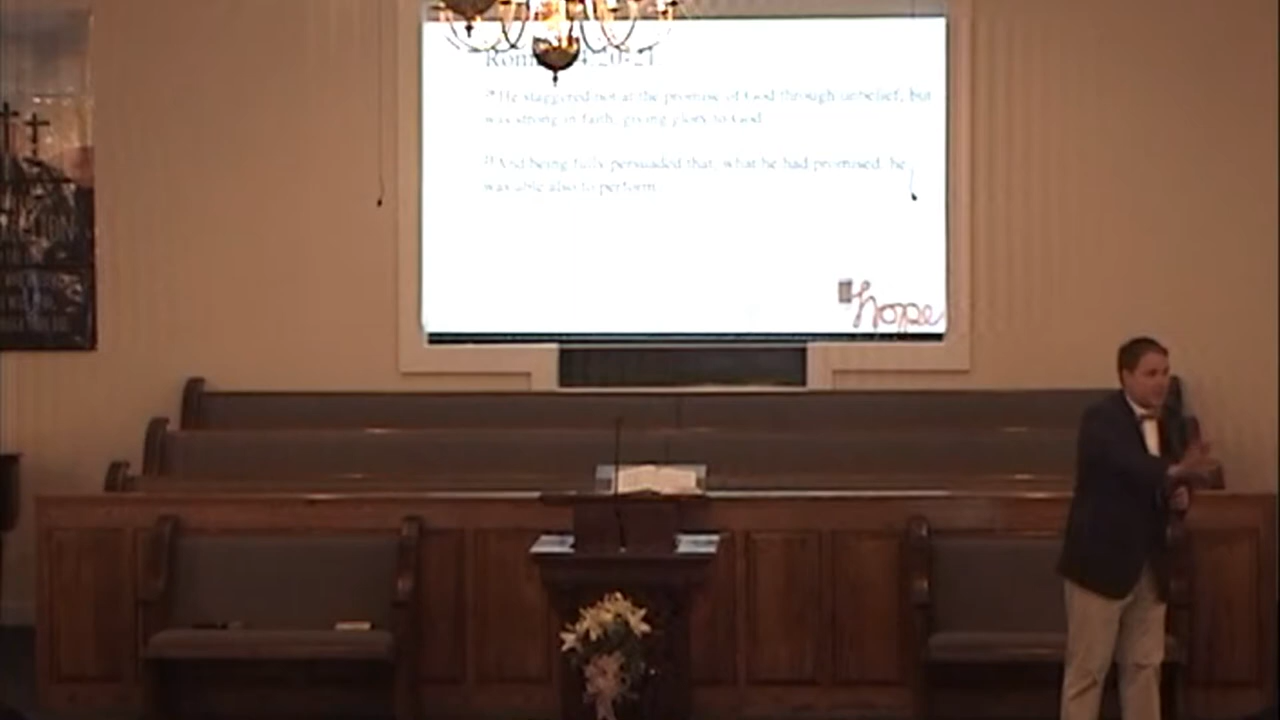 4:20-21
20 He staggered not at the promise of God through unbelief; but
was strong in faith, giving glory to God
21 And being fully persuaded that, what he had promised, he
was able also to perform
hope